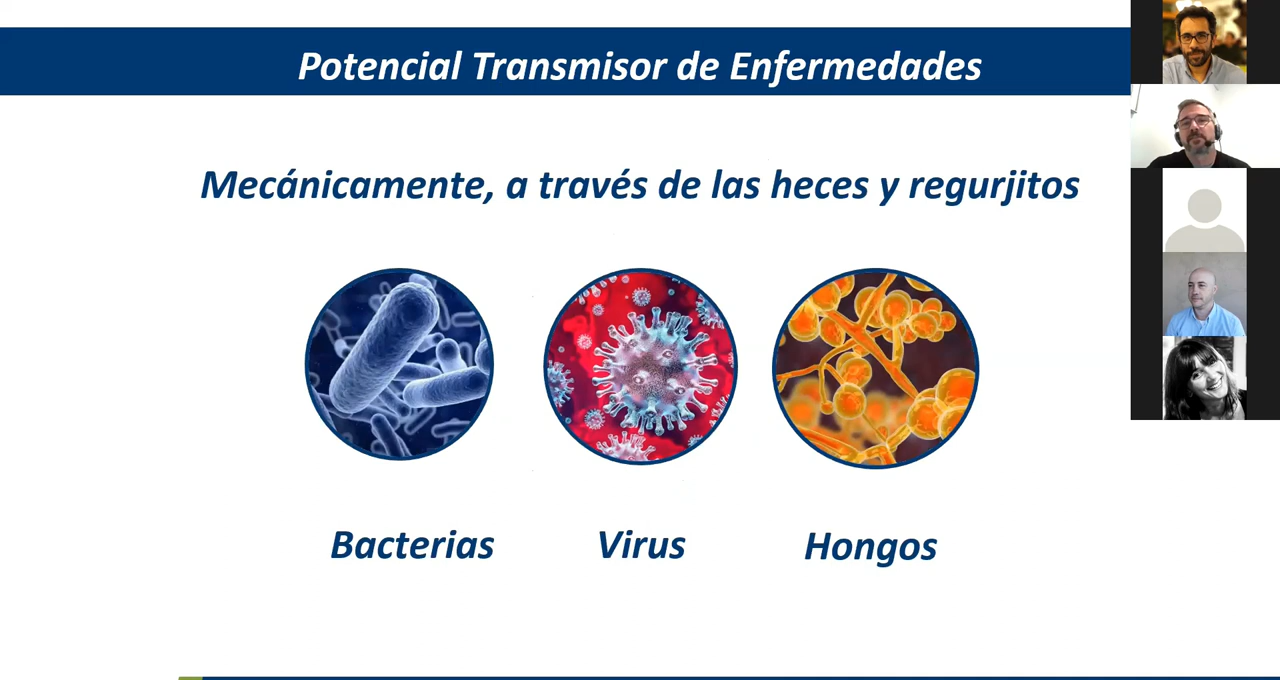 Potencial Transmisor de Enfermedades
Mecánicamente, a través de las heces y regurjitos
Bacterias
Virus
Hongos